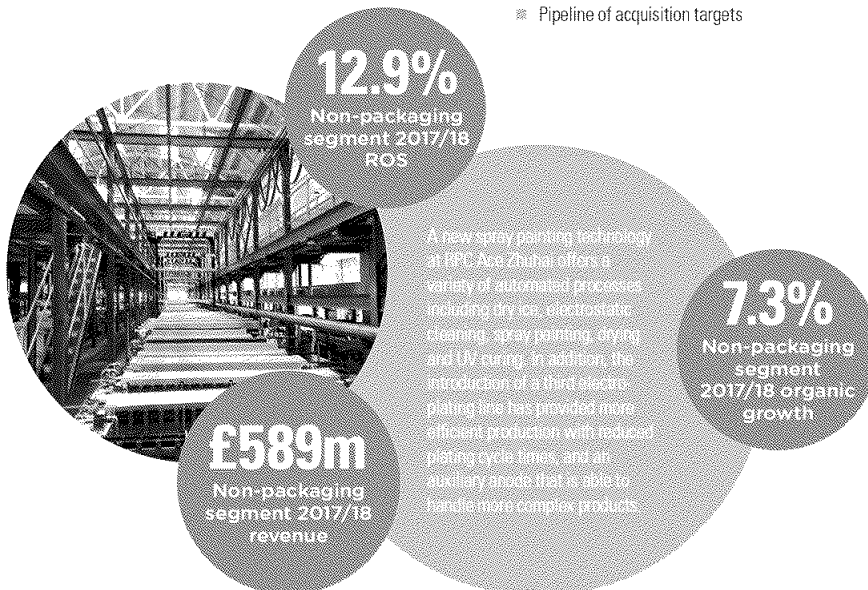 Pipeline of acquisition targets
12.9%
Non-packaging
segment 2017/18
ROS
A new spray painting technology
at RPC Ace Zhuhai offers a
variety of automated processes
including dry ice, electrostatic
cleaning, spray painting, drying
and UV curing. In addition, the
introduction of a third electro-
plating line has provided more
efficient production with reduced
plating cycle times, and an
auxiliary anode that is able to
handle more complex products.
7.3%
Non-packaging
segment
2017/18 organic
growth
£589m
Non-packaging
segment 2017/18
revenue